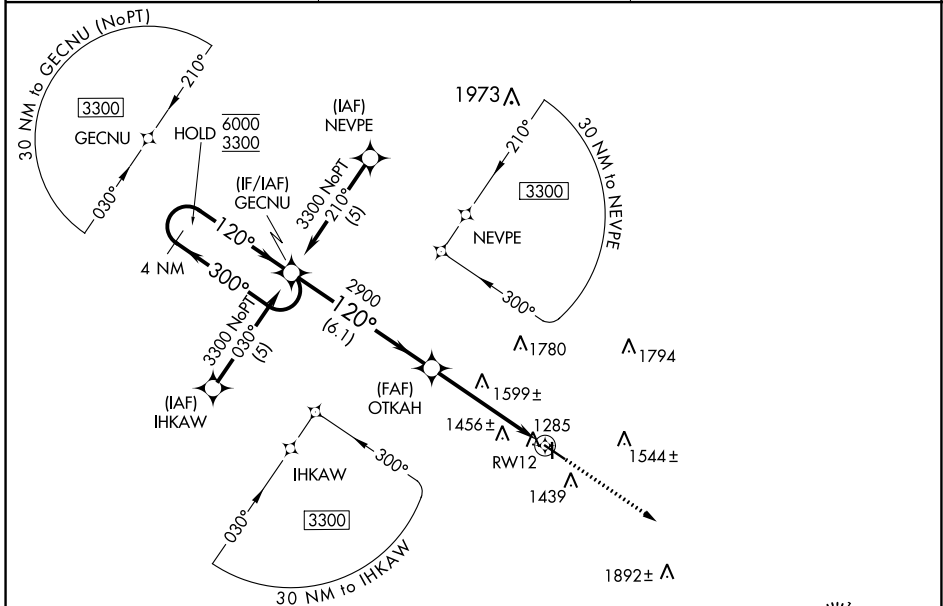 30 NM to GECNU (NoPT)
210°
3300
GECNU
030°
HOLD
6000
3300
(IAF)
NEVPE
1973
3300 NoPT
210°
(5)
(IF/IAF)
GECNU
120°
4 NM
300°
210°
30 NM to NEVPE
3300
NEVPE
300°
3300 NoPT
030°
(5)
(IAF)
IHKAW
2900
120°
(6.1)
(FAF)
OTKAH
1780
1794
1599±
1456±
1285
RW12
1544±
1439
IHKAW
300°
030°
3300
30 NM to IHKAW
1892±